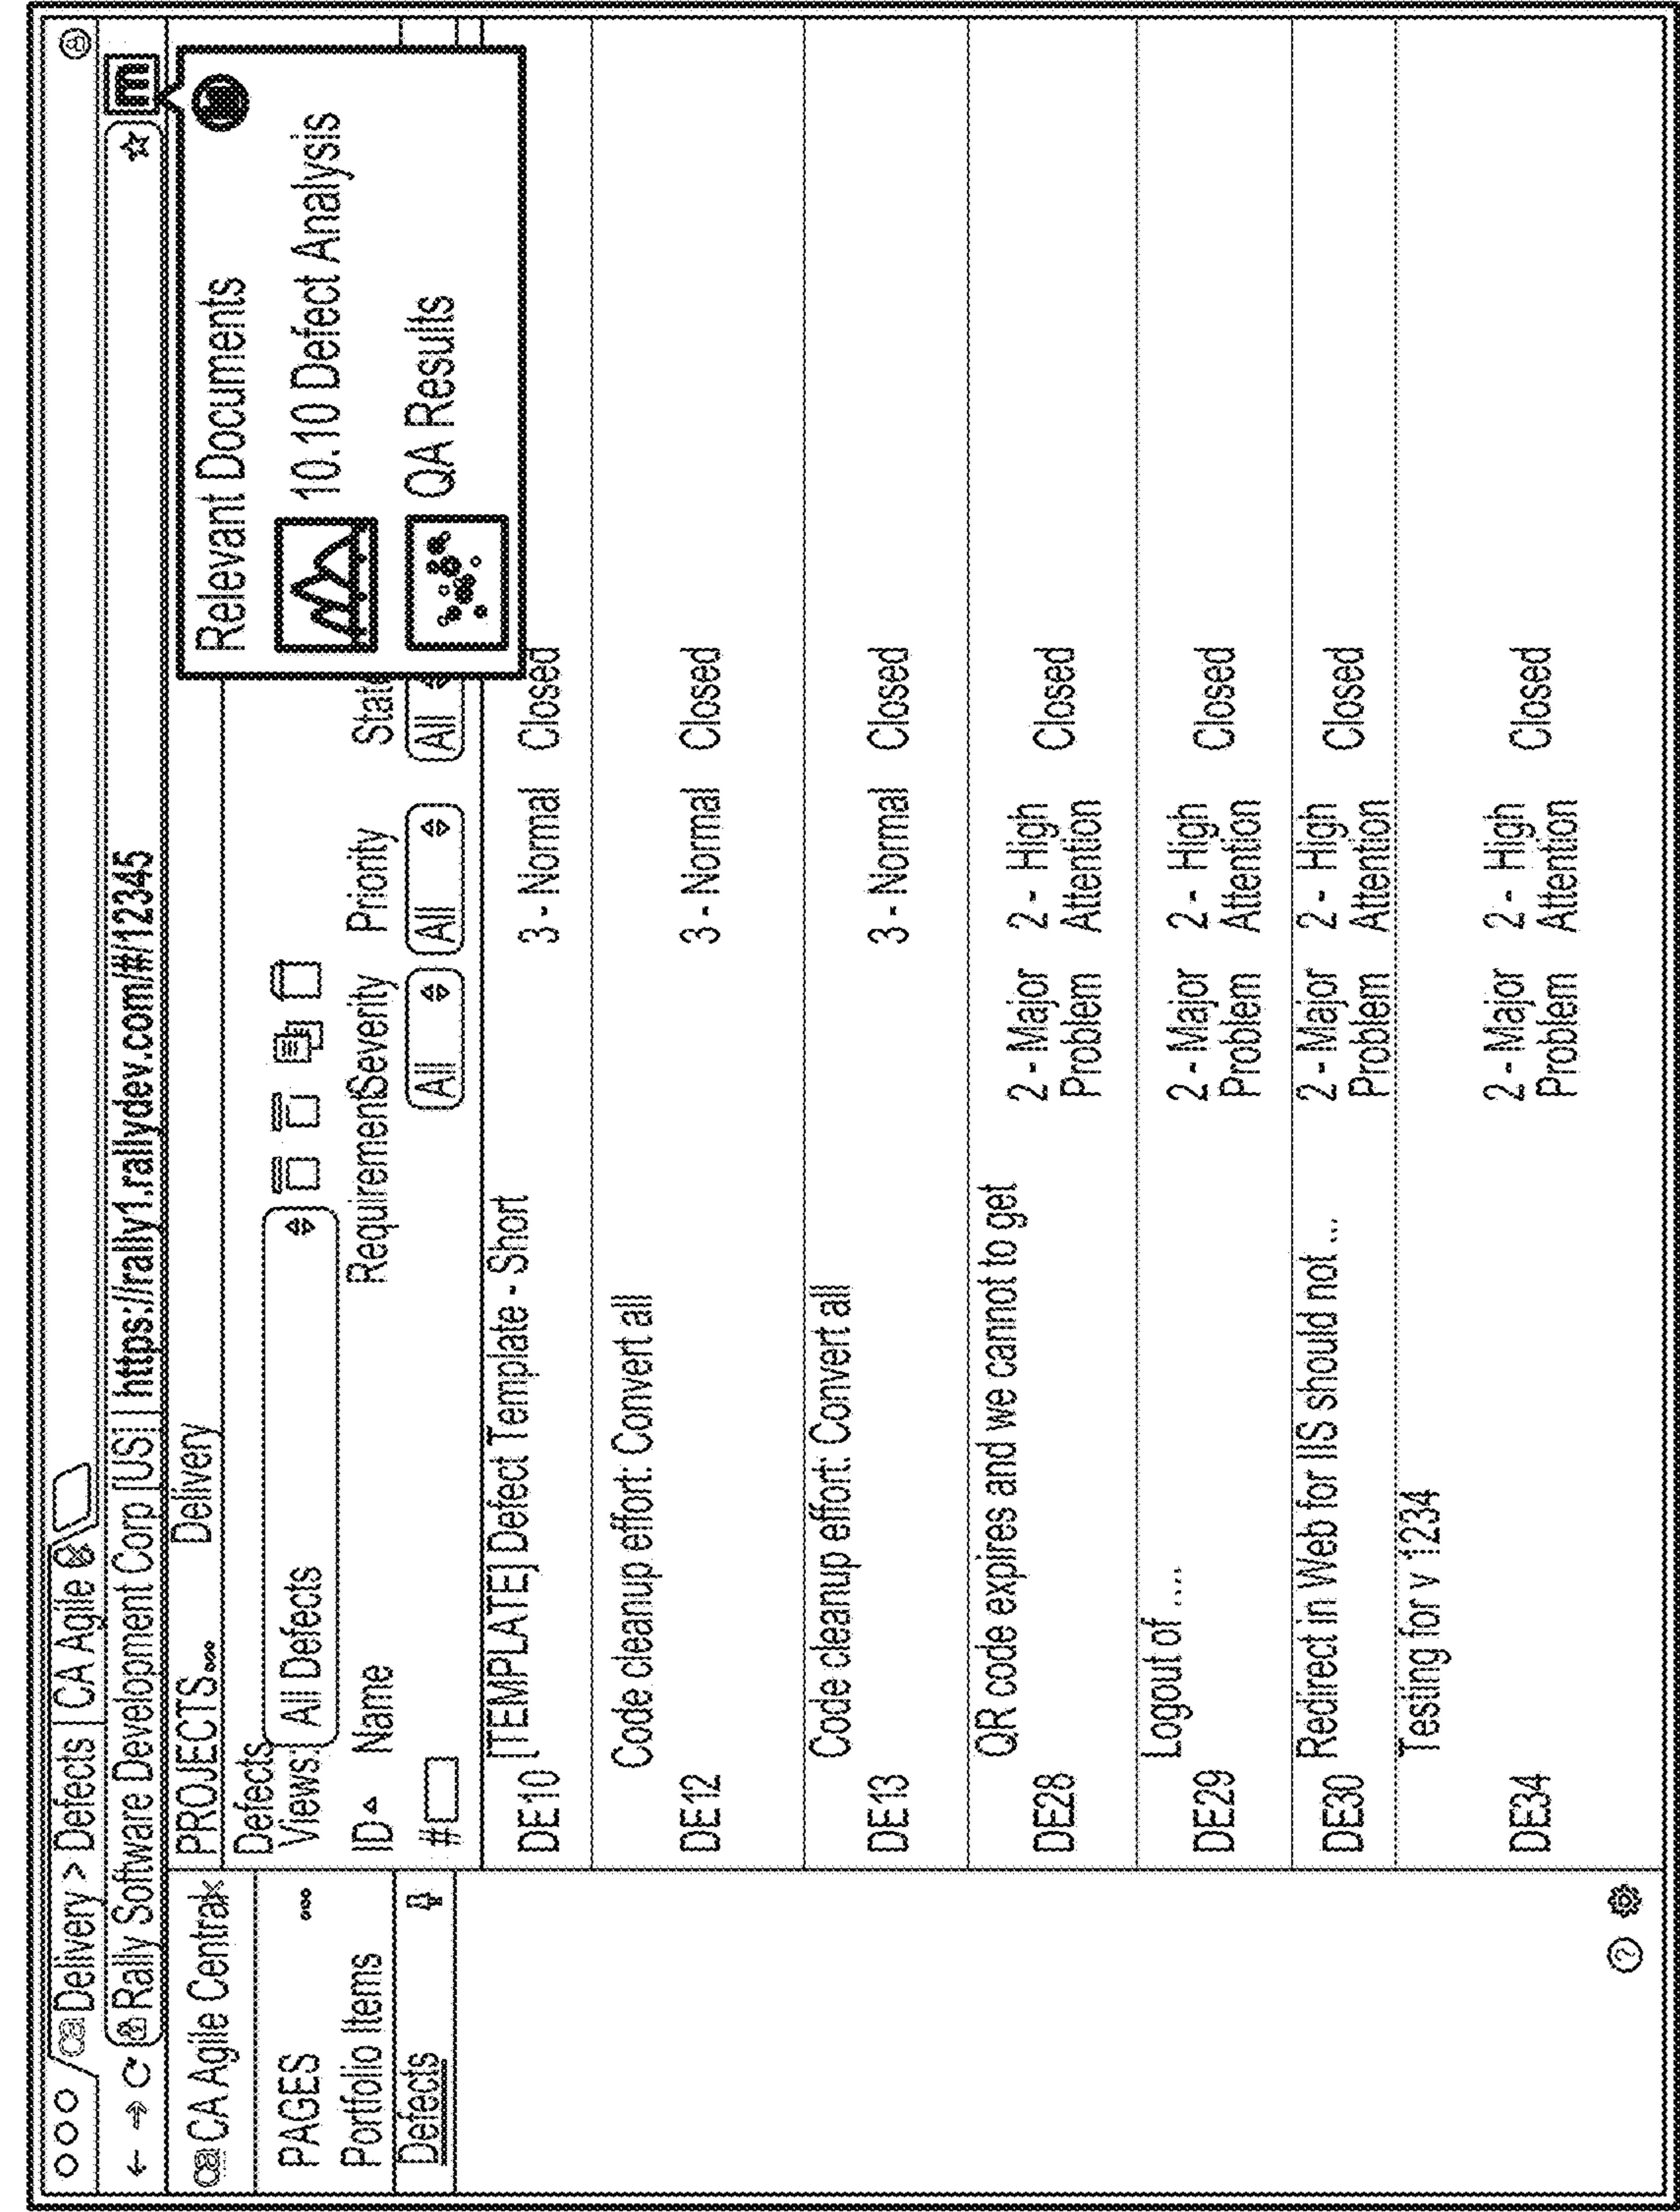 Delivery > Defects | CA Agile
Rally Software Development Corp [US] | https://rally1.rallydev.com/#/12345
m
CA Agile Central
PAGES
Portfolio Items
Defects
PROJECTS... Delivery
Defects
Views: All Defects
ID Name Requirement Severity Priority State
# All All All
Relevant Documents
10.10 Defect Analysis
QA Results
DE10 [TEMPLATE] Defect Template - Short 3 - Normal Closed
DE12 Code cleanup effort: Convert all 3 - Normal Closed
DE13 Code cleanup effort: Convert all 3 - Normal Closed
DE28 QR code expires and we cannot to get 2 - Major 2 - High Closed
Problem Attention
DE29 Logout of .... 2 - Major 2 - High Closed
Problem Attention
DE30 Redirect in Web for IIS should not ... 2 - Major 2 - High Closed
Problem Attention
DE34 Testing for v 1234 2 - Major 2 - High Closed
Problem Attention
?